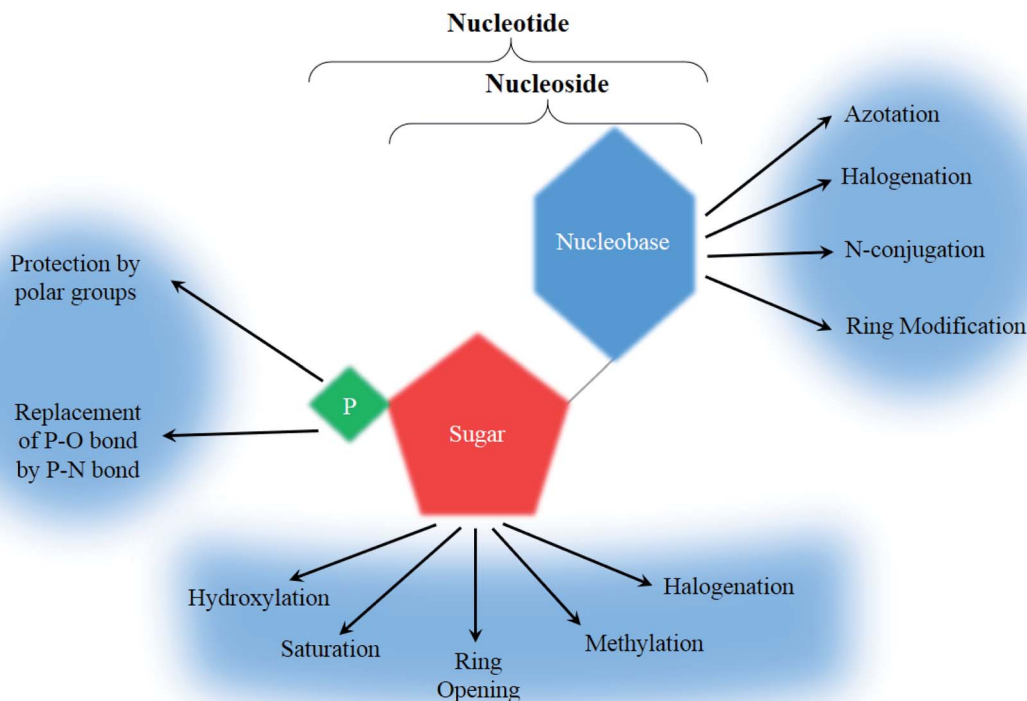 Nucleotide
Nucleoside
Azotation
Halogenation
Nucleobase
N-conjugation
Ring Modification
Protection by
polar groups
P
Replacement
of P-O bond
by P-N bond
Sugar
Hydroxylation
Saturation
Ring
Opening
Methylation
Halogenation